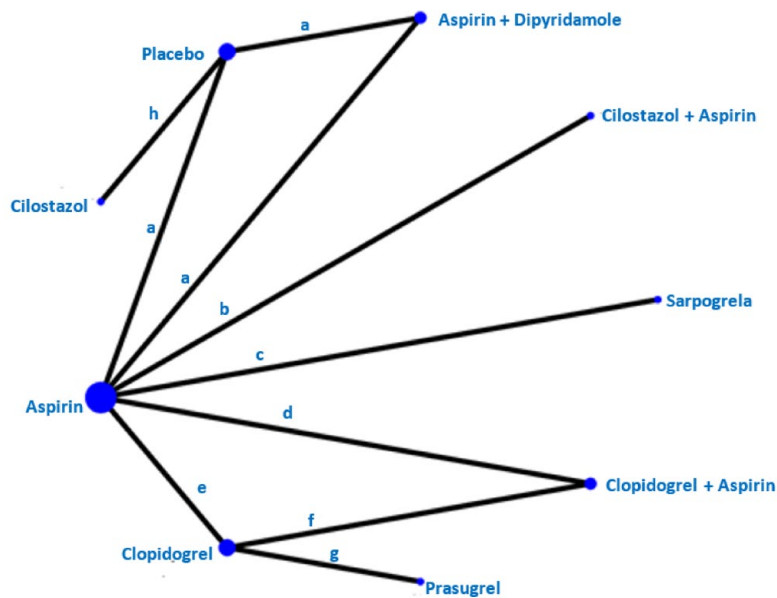 a
Aspirin + Dipyridamole
Placebo
h
Cilostazol + Aspirin
Cilostazol
a
a
b
Sarpogrela
c
Aspirin
d
e
Clopidogrel + Aspirin
f
Clopidogrel
g
Prasugrel